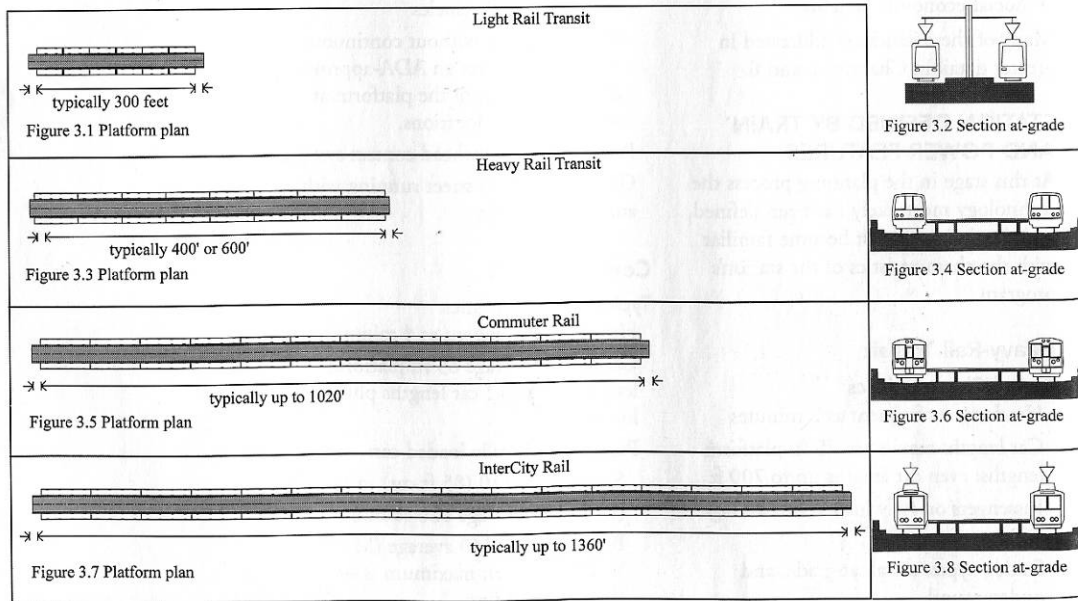 Light Rail Transit
typically 300 feet
Figure 3.1 Platform plan
Figure 3.2 Section at-grade
Heavy Rail Transit
typically 400' or 600'
Figure 3.3 Platform plan
Figure 3.4 Section at-grade
Commuter Rail
typically up to 1020'
Figure 3.5 Platform plan
Figure 3.6 Section at-grade
InterCity Rail
typically up to 1360'
Figure 3.7 Platform plan
Figure 3.8 Section at-grade